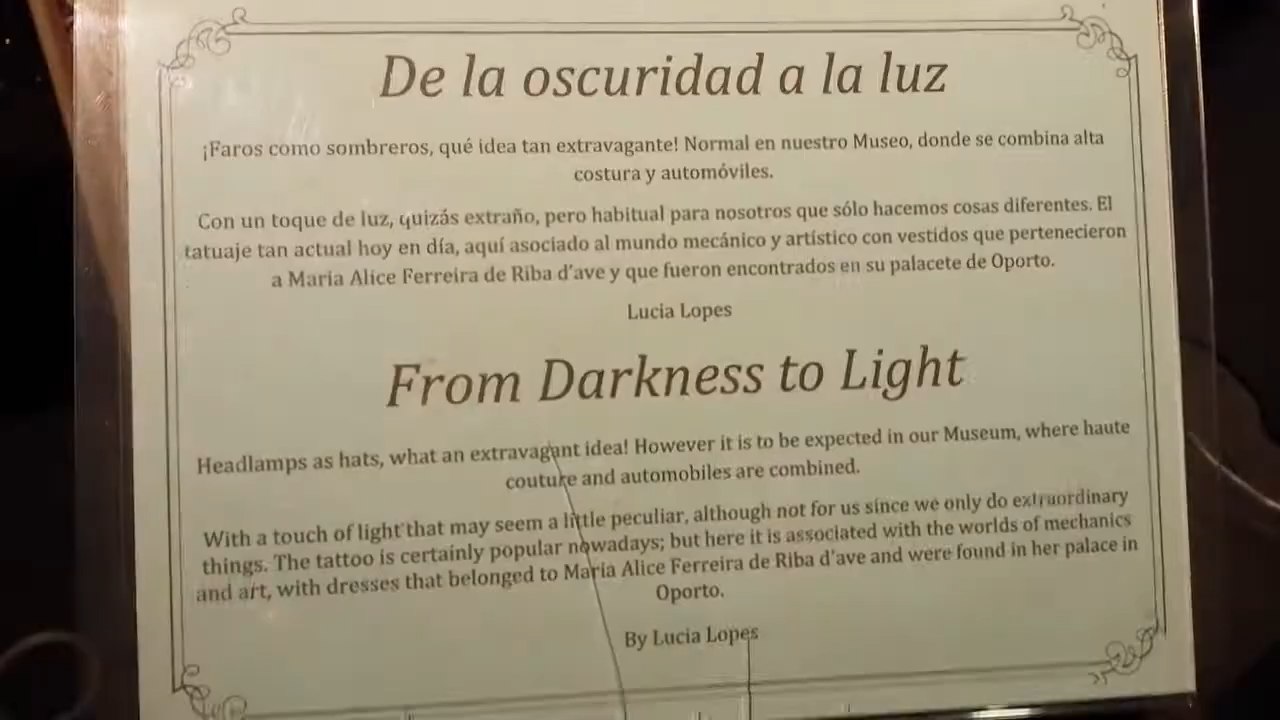 De la oscuridad a la luz
¡Faros como sombreros, qué idea tan extravagante! Normal en nuestro Museo, donde se combina alta
costura y automóviles.
Con un toque de luz, quizás extraño, pero habitual para nosotros que sólo hacemos cosas diferentes. El
tatuaje tan actual hoy en día, aquí asociado al mundo mecánico y artístico con vestidos que pertenecieron
a Maria Alice Ferreira de Riba d'ave y que fueron encontrados en su palacete de Oporto.
Lucia Lopes
From Darkness to Light
Headlamps as hats, what an extravagant idea! However it is to be expected in our Museum, where haute
couture and automobiles are combined.
With a touch of light that may seem a little peculiar, although not for us since we only do extraordinary
things. The tattoo is certainly popular nowadays; but here it is associated with the worlds of mechanics
and art, with dresses that belonged to Maria Alice Ferreira de Riba d'ave and were found in her palace in
Oporto.
By Lucia Lopes